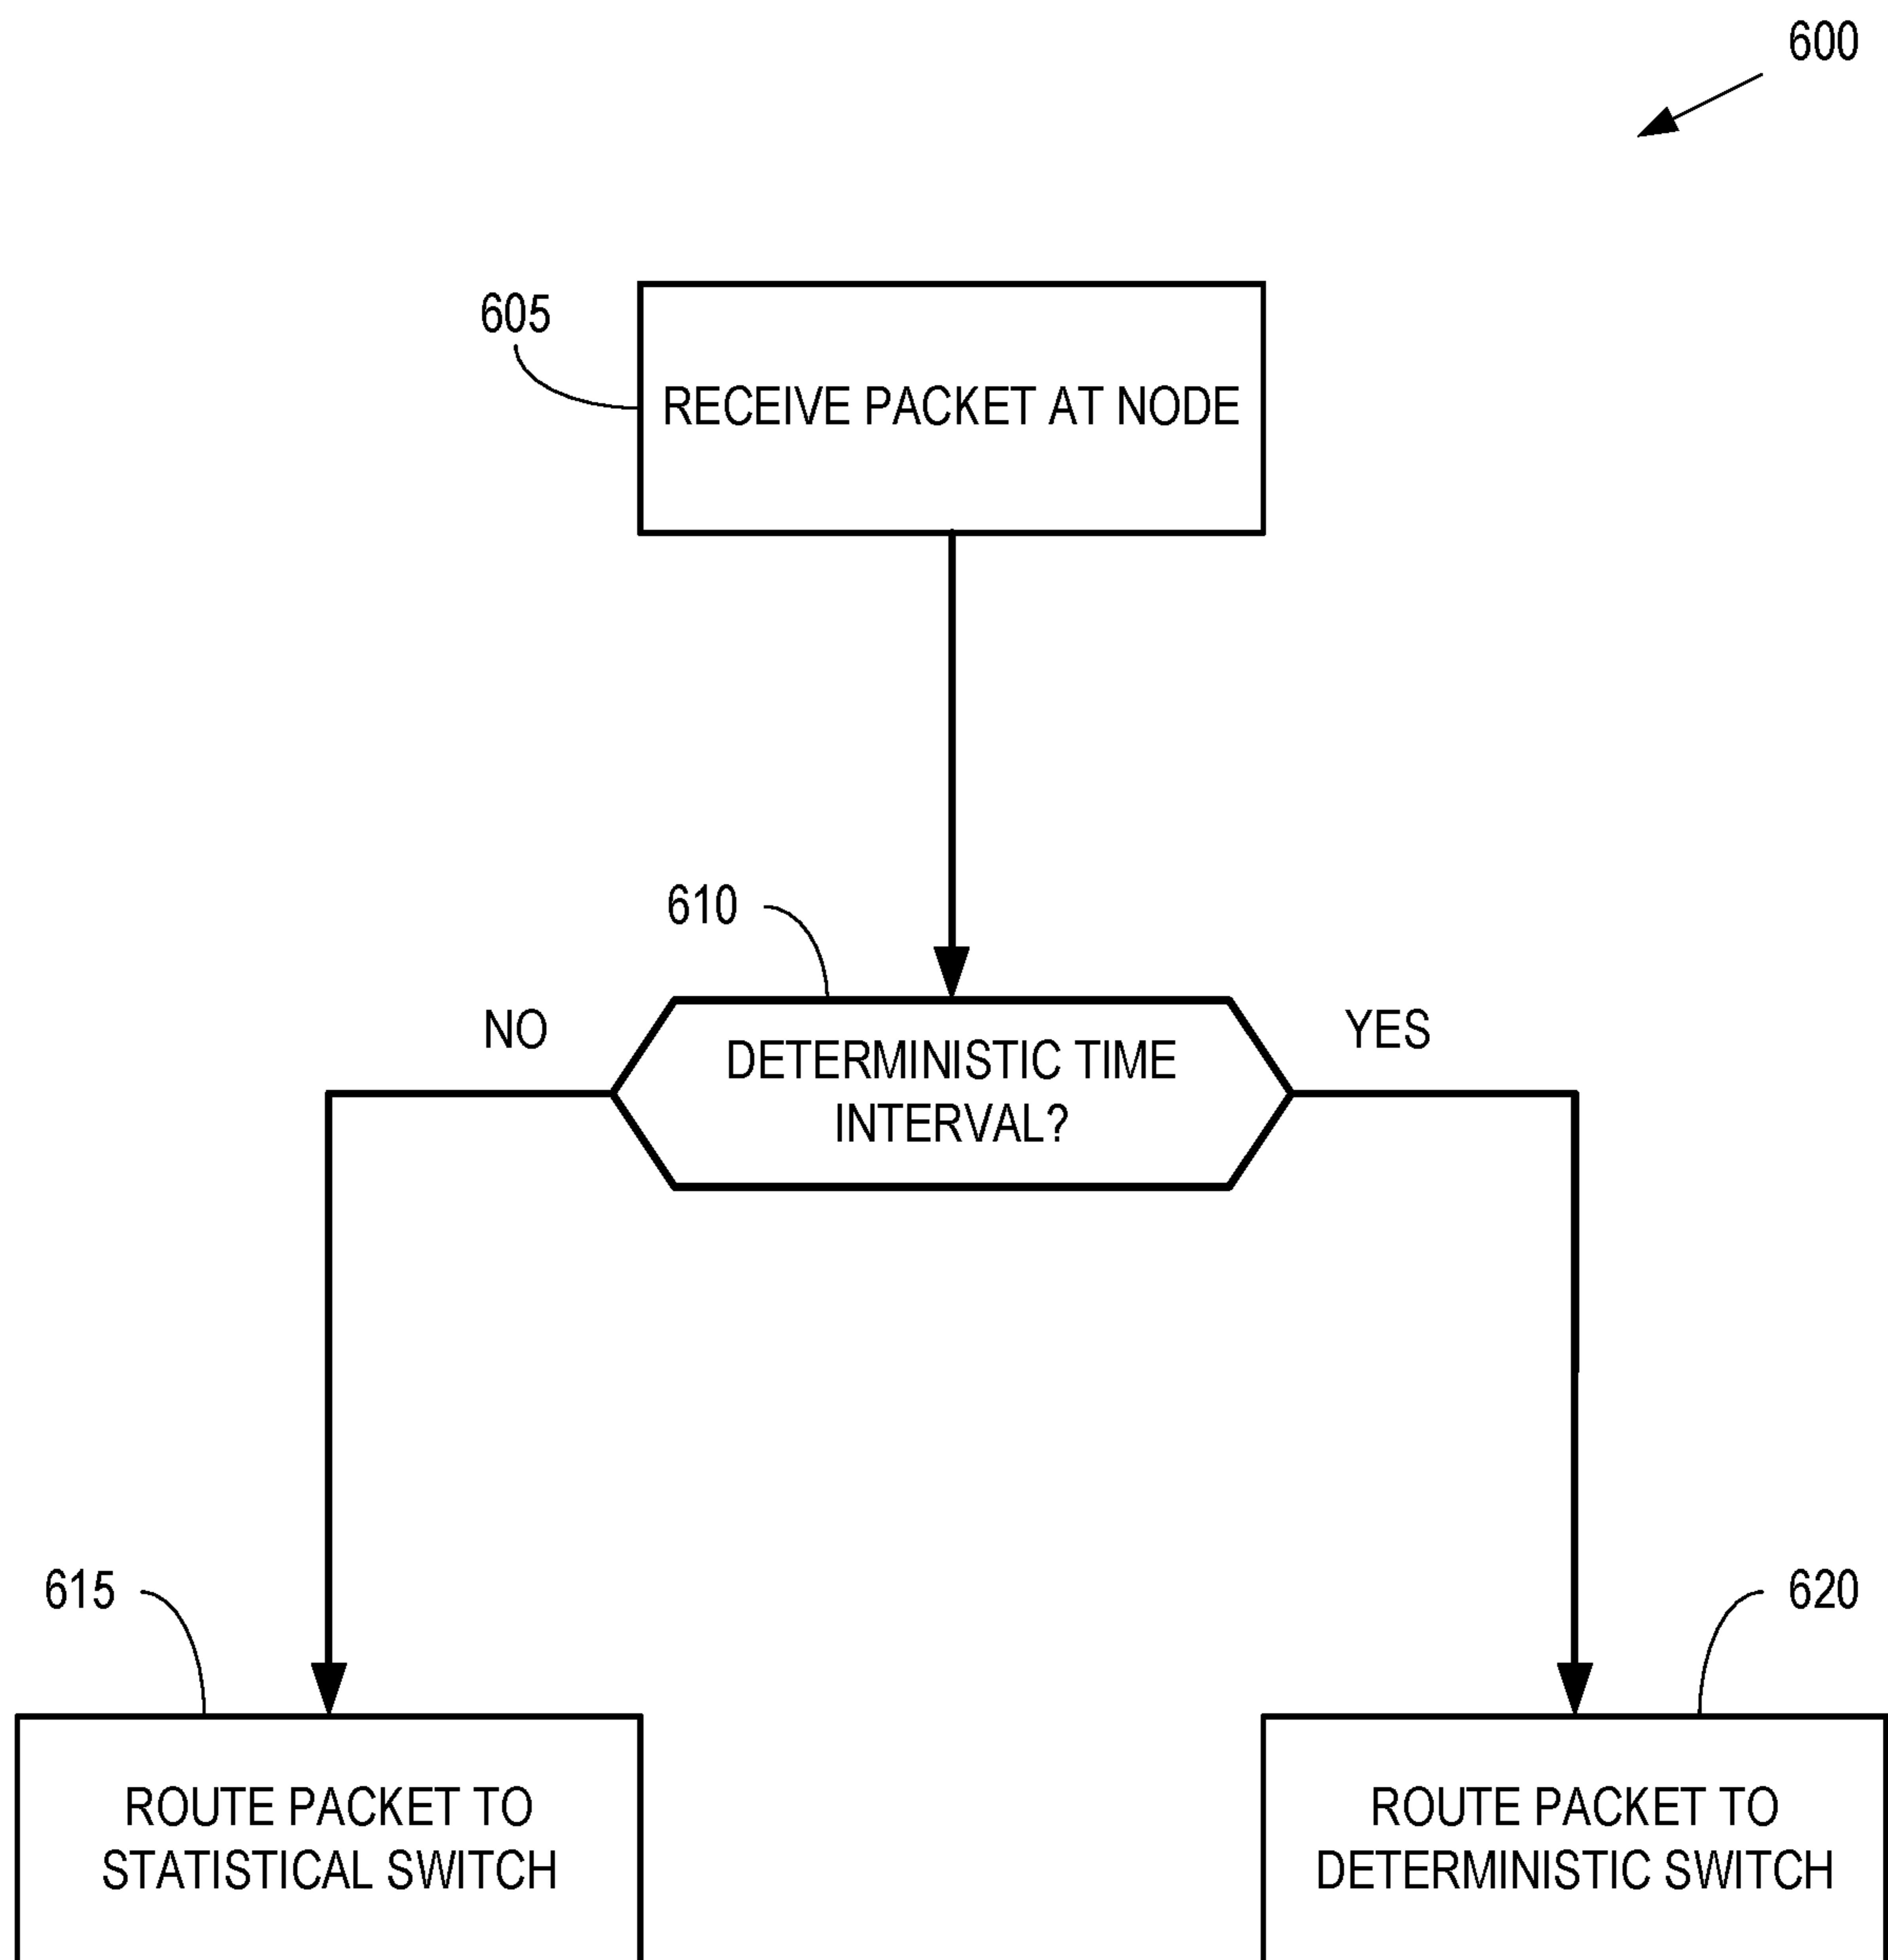 600
605
RECEIVE PACKET AT NODE
610
NO
YES
DETERMINISTIC TIME
INTERVAL?
615
620
ROUTE PACKET TO
STATISTICAL SWITCH
ROUTE PACKET TO
DETERMINISTIC SWITCH